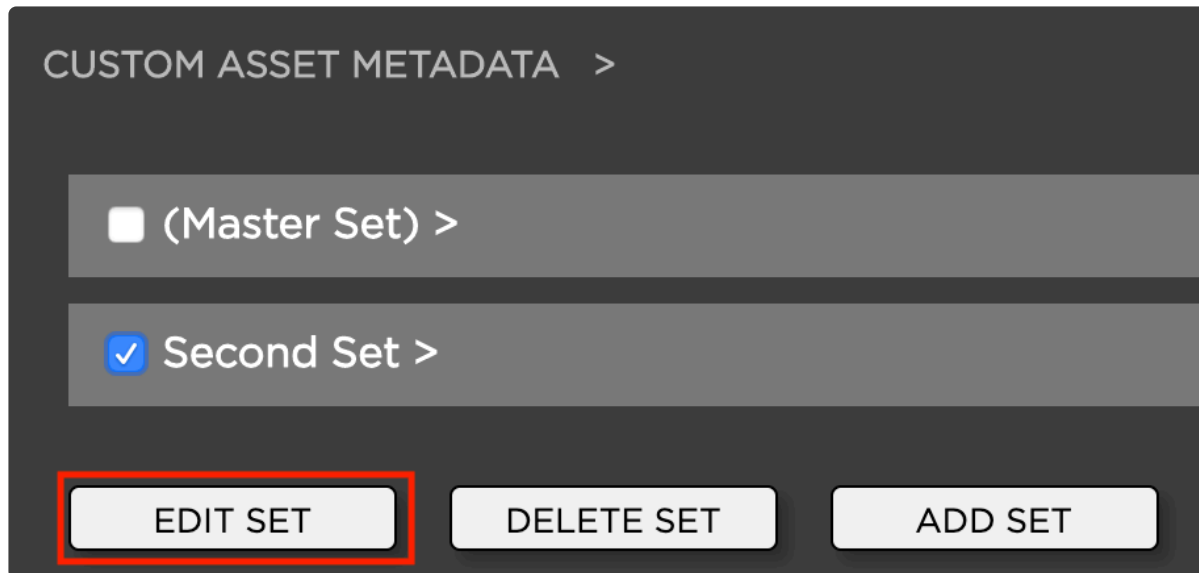 CUSTOM ASSET METADATA >
(Master Set) >
Second Set >
EDIT SET DELETE SET ADD SET